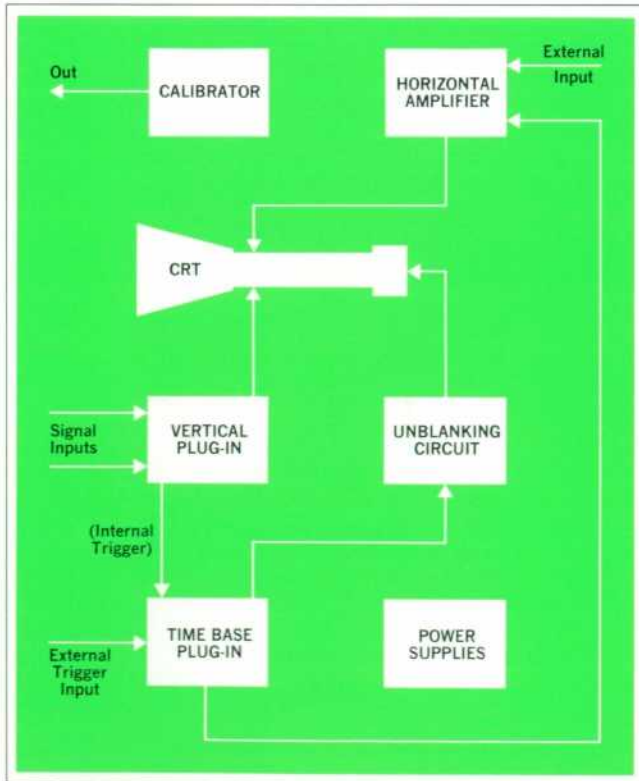 Out
CALIBRATOR
HORIZONTAL
AMPLIFIER
External
Input
CRT
Signal
Inputs
VERTICAL
PLUG-IN
UNBLANKING
CIRCUIT
(Internal
Trigger)
External
Trigger
Input
TIME BASE
PLUG-IN
POWER
SUPPLIES